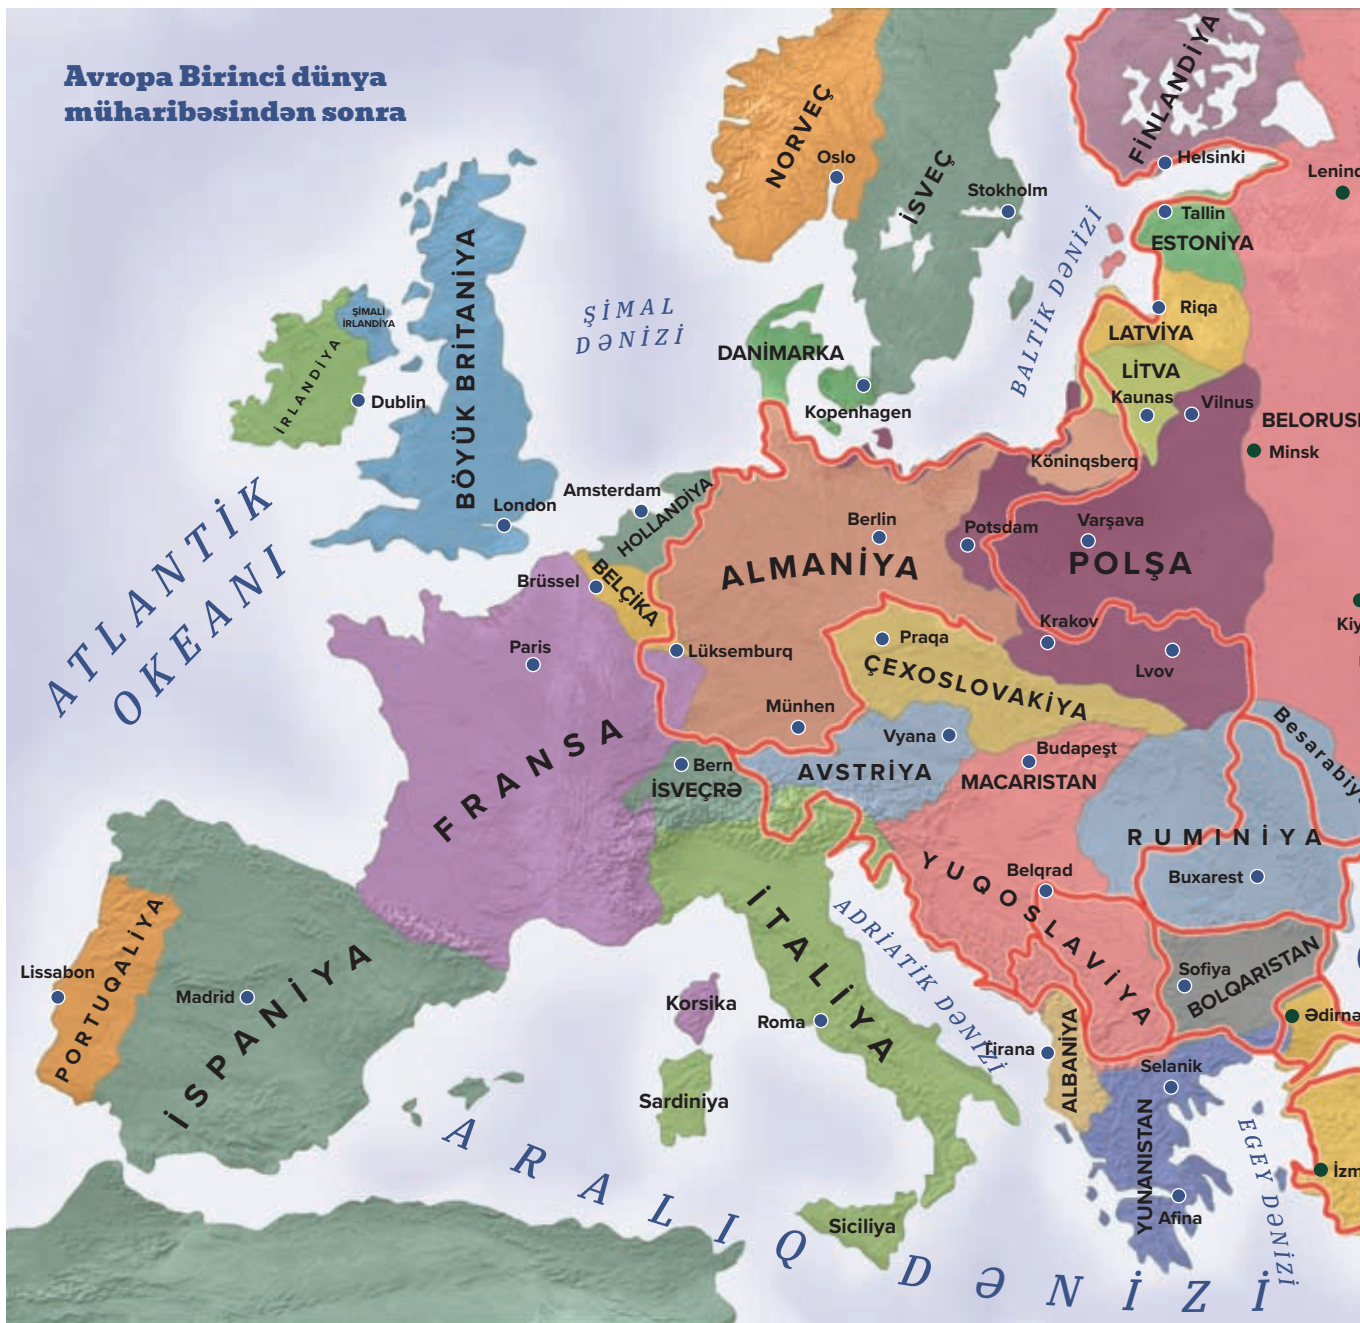 Avropa Birinci dünya
müharibəsindən sonra
NORVEÇ
Oslo
İSVEÇ
Stokholm
FİNLANDİYA
Helsinki
Tallin
ESTONİYA
Riqa
LATVİYA
LİTVA
Kaunas
Vilnus
BALTİK DƏNİZİ
ŞİMAL
DƏNİZİ
ŞİMALİ
İRLANDİYA
İRLANDİYA
Dublin
BÖYÜK BRİTANİYA
London
DANİMARKA
Kopenhagen
Minsk
Köninqsberq
Amsterdam
HOLLANDİYA
Brüssel
BELÇİKA
Lüksemburq
Berlin
ALMANİYA
Münhen
Potsdam
Varşava
POLŞA
Krakov
Lvov
Praqa
ÇEXOSLOVAKİYA
ATLANTİK
OKEANI
Paris
FRANSA
Bern
İSVEÇRƏ
Vyana
AVSTRİYA
Budapeşt
MACARISTAN
RUMINİYA
Buxarest
YUQOSLAVİYA
Belqrad
İTALİYA
Roma
ADRİATİK DƏNİZİ
Korsika
Sardiniya
Siciliya
Lissabon
PORTUQALİYA
Madrid
İSPANİYA
Sofiya
BOLQARISTAN
Ədirnə
Tirana
ALBANİYA
Selanik
YUNANISTAN
Afina
EGEY DƏNİZİ
ARALIQ DƏNİZİ